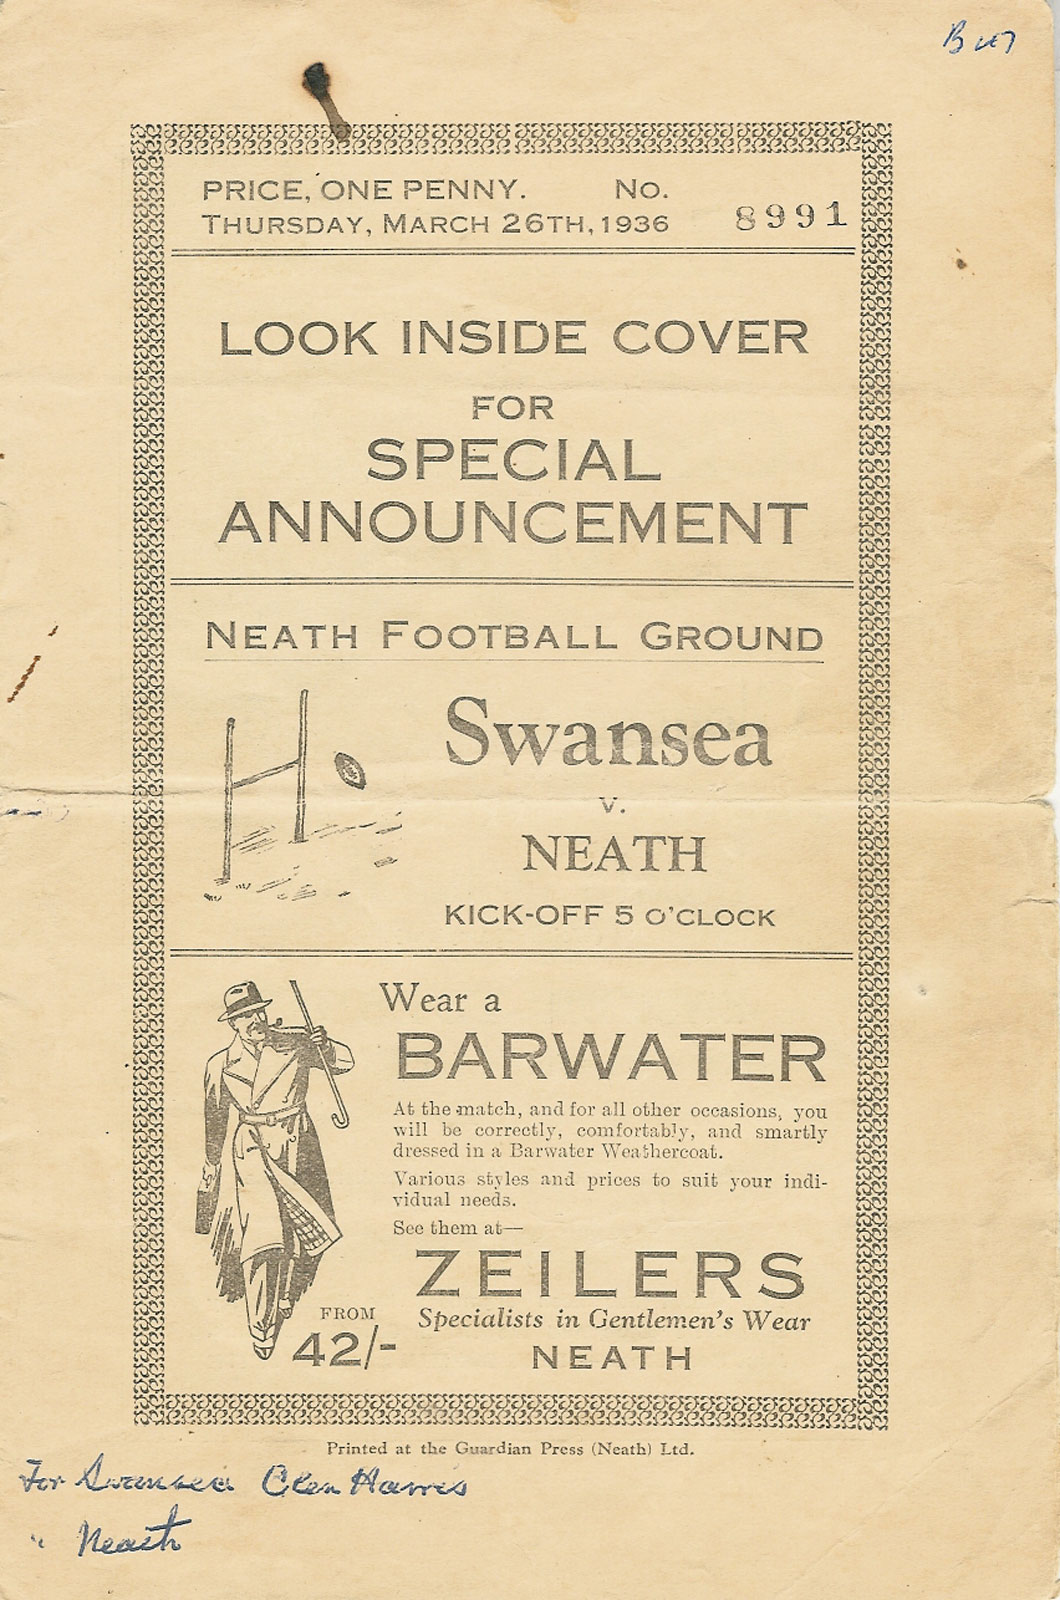 PRICE, ONE PENNY. No.
THURSDAY, MARCH 26TH, 1936 8991
LOOK INSIDE COVER
FOR
SPECIAL
ANNOUNCEMENT
NEATH FOOTBALL GROUND
Swansea
v.
NEATH
KICK-OFF 5 O'CLOCK
Wear a
BARWATER
At the match, and for all other occasions, you
will be correctly, comfortably, and smartly
dressed in a Barwater Weathercoat.
Various styles and prices to suit your indi-
vidual needs.
See them at—
ZEILERS
FROM
42/-
Specialists in Gentlemen's Wear
NEATH
Printed at the Guardian Press (Neath) Ltd.
For Swansea
" Neath